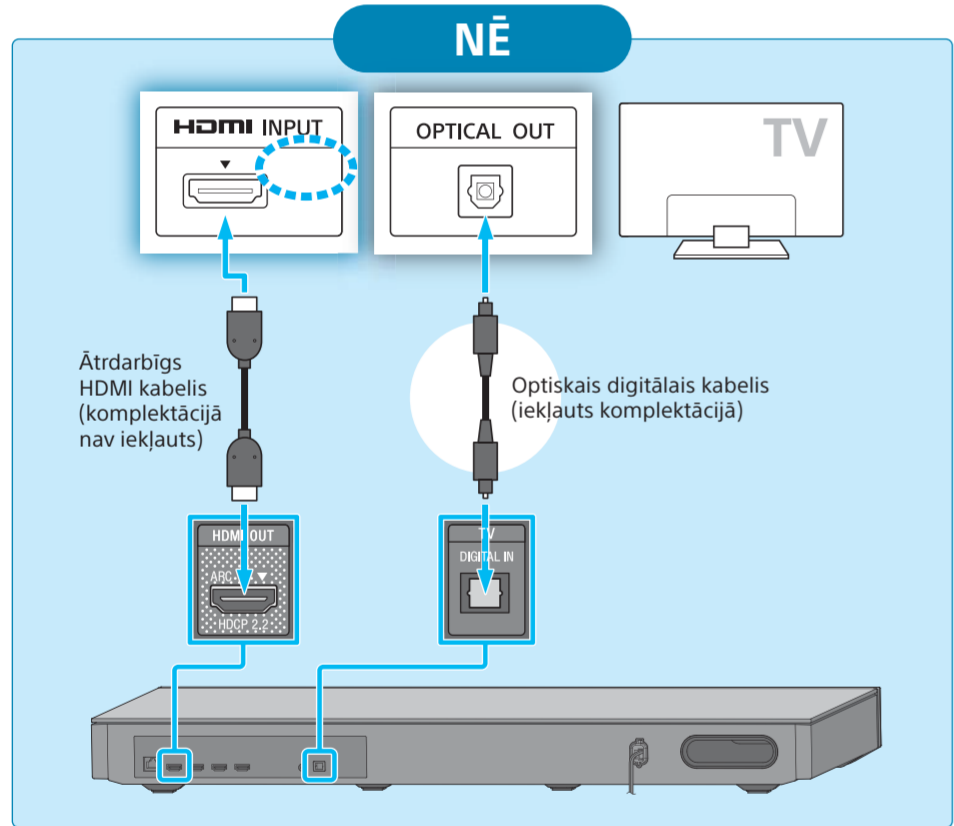 NĒ
HDMI INPUT
OPTICAL OUT
TV
Ātrdarbīgs
HDMI kabelis
(komplektācijā
nav iekļauts)
Optiskais digitālais kabelis
(iekļauts komplektācijā)
HDMI OUT
ARC
HDCP 2.2
TV
DIGITAL IN